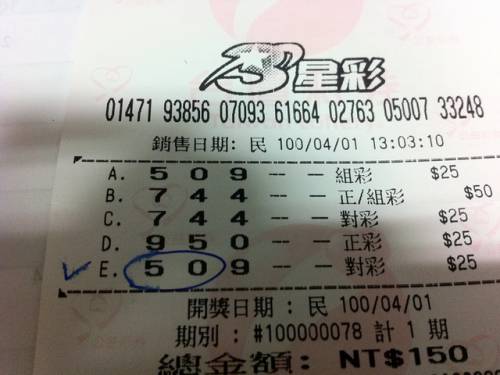 3星彩
01471 93856 07093 61664 02763 05007 33248
銷售日期: 民 100/04/01 13:03:10
A. 5 0 9 -- -- 組彩 $25
B. 7 4 4 -- -- 正/組彩 $50
C. 7 4 4 -- -- 對彩 $25
D. 9 5 0 -- -- 正彩 $25
E. 5 0 9 -- -- 對彩 $25
開獎日期 : 民 100/04/01
期別 : #100000078 計 1 期
總金額: NT$150